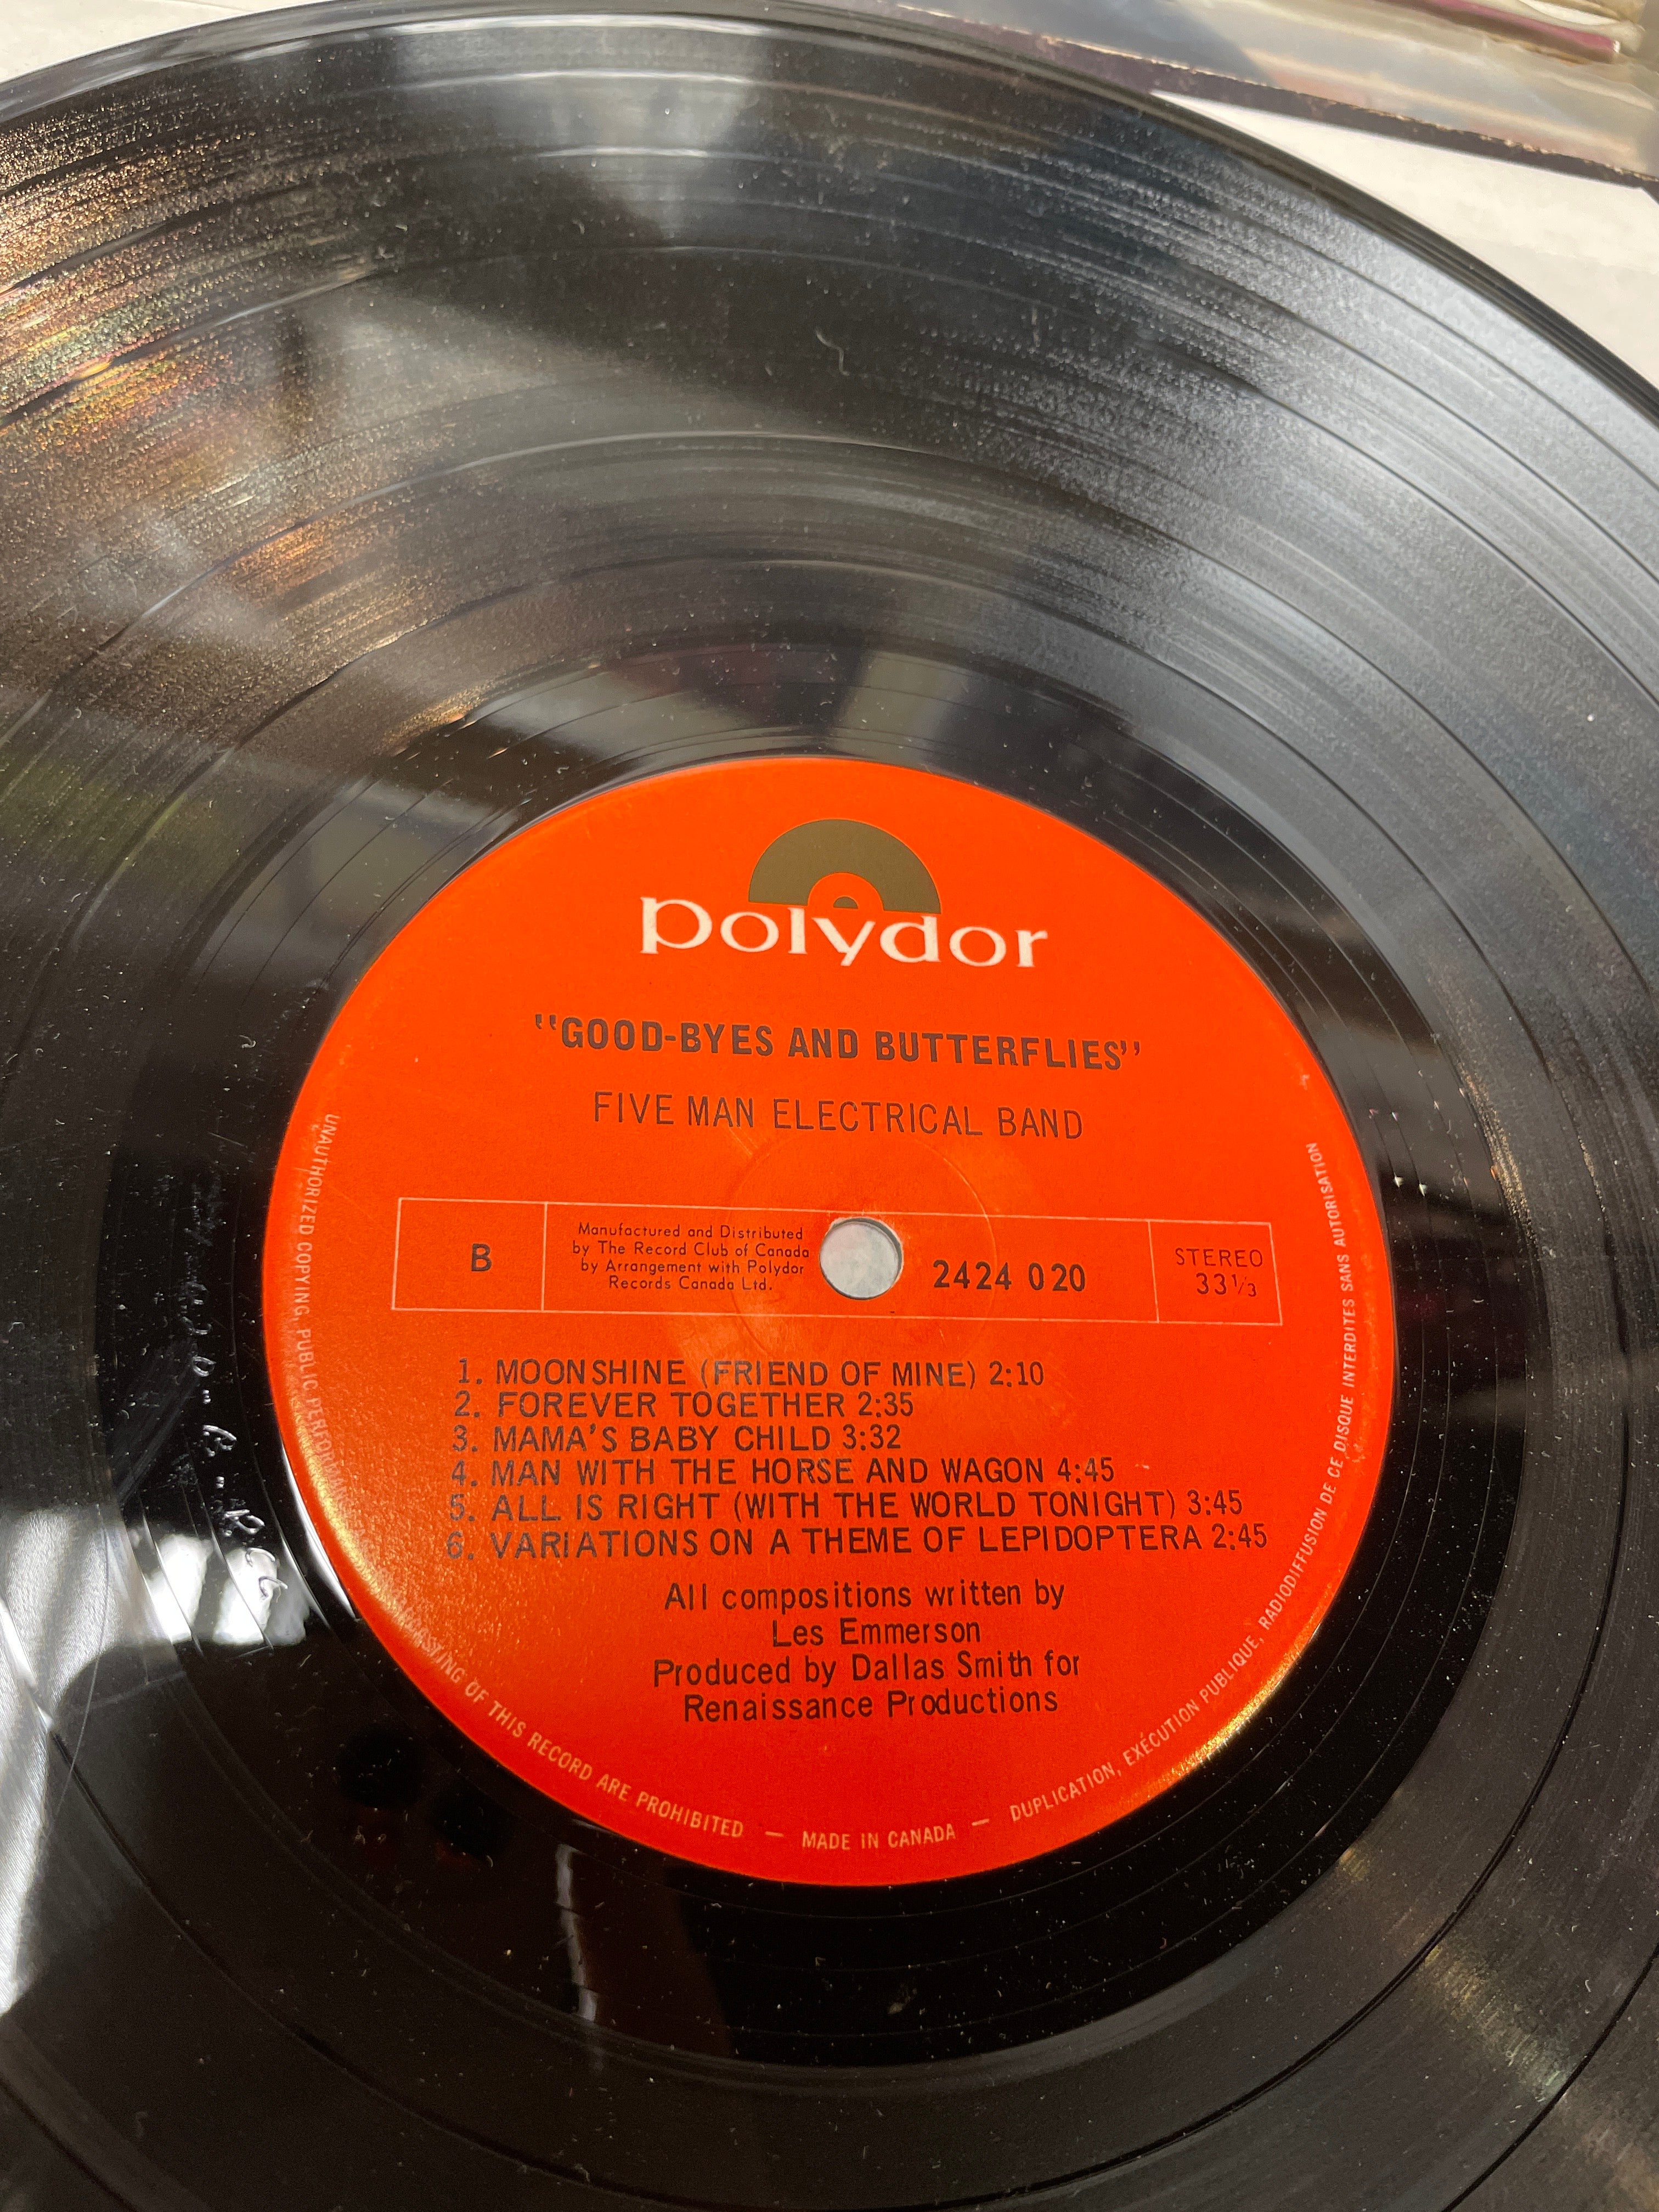 polydor
"GOOD-BYES AND BUTTERFLIES"
FIVE MAN ELECTRICAL BAND
B
Manufactured and Distributed
by The Record Club of Canada
by Arrangement with Polydor
Records Canada Ltd.
2424 020
STEREO
33 1/3
1. MOONSHINE (FRIEND OF MINE) 2:10
2. FOREVER TOGETHER 2:35
3. MAMA'S BABY CHILD 3:32
4. MAN WITH THE HORSE AND WAGON 4:45
5. ALL IS RIGHT (WITH THE WORLD TONIGHT) 3:45
6. VARIATIONS ON A THEME OF LEPIDOPTERA 2:45
All compositions written by
Les Emmerson
Produced by Dallas Smith for
Renaissance Productions
UNAUTHORIZED COPYING, PUBLIC OF THIS RECORD ARE PROHIBITED — MADE IN CANADA — DUPLICATION, EXÉCUTION PUBLIQUE, RADIODIFFUSION DE CE DISQUE INTERDITES SANS AUTORISATION